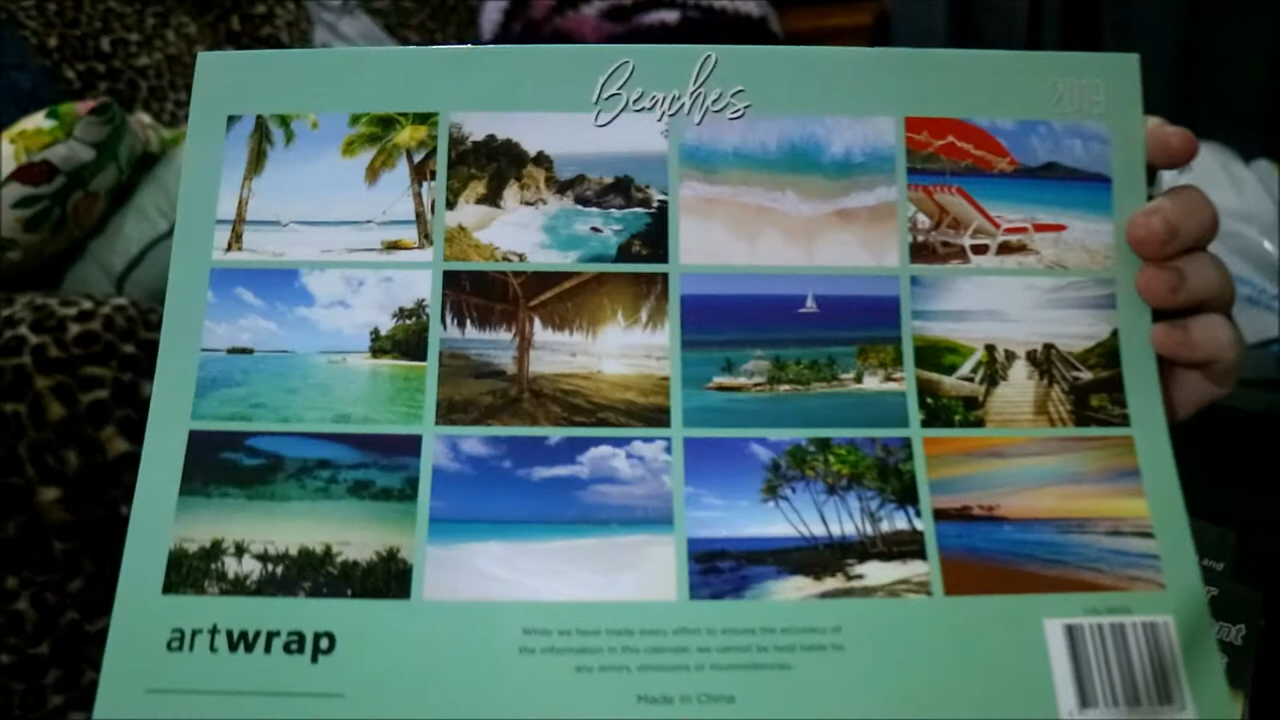 Beaches
2019
and
artwrap
While we have made every effort to ensure the accuracy of
the information in this calendar, we cannot be held liable for
any errors, omissions or inconsistencies.
Made in China